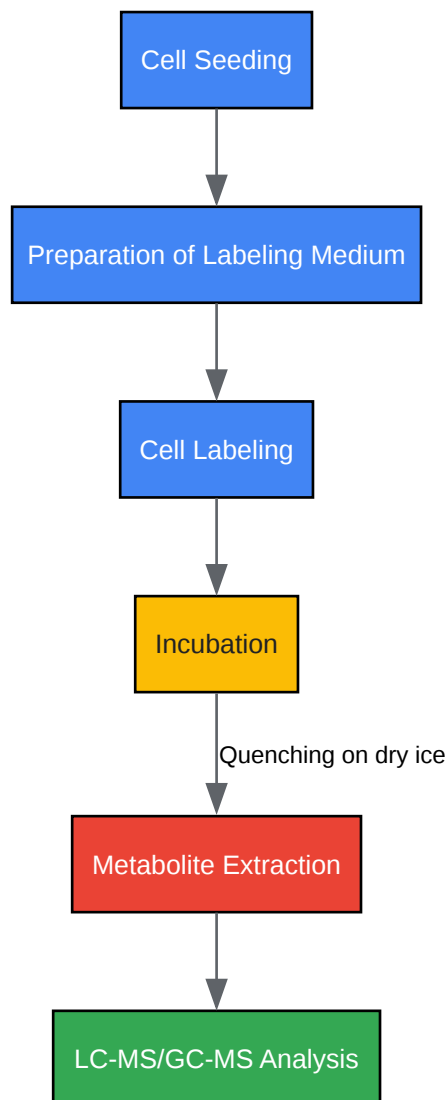 Cell Seeding
Preparation of Labeling Medium
Cell Labeling
Incubation
Quenching on dry ice
Metabolite Extraction
LC-MS/GC-MS Analysis